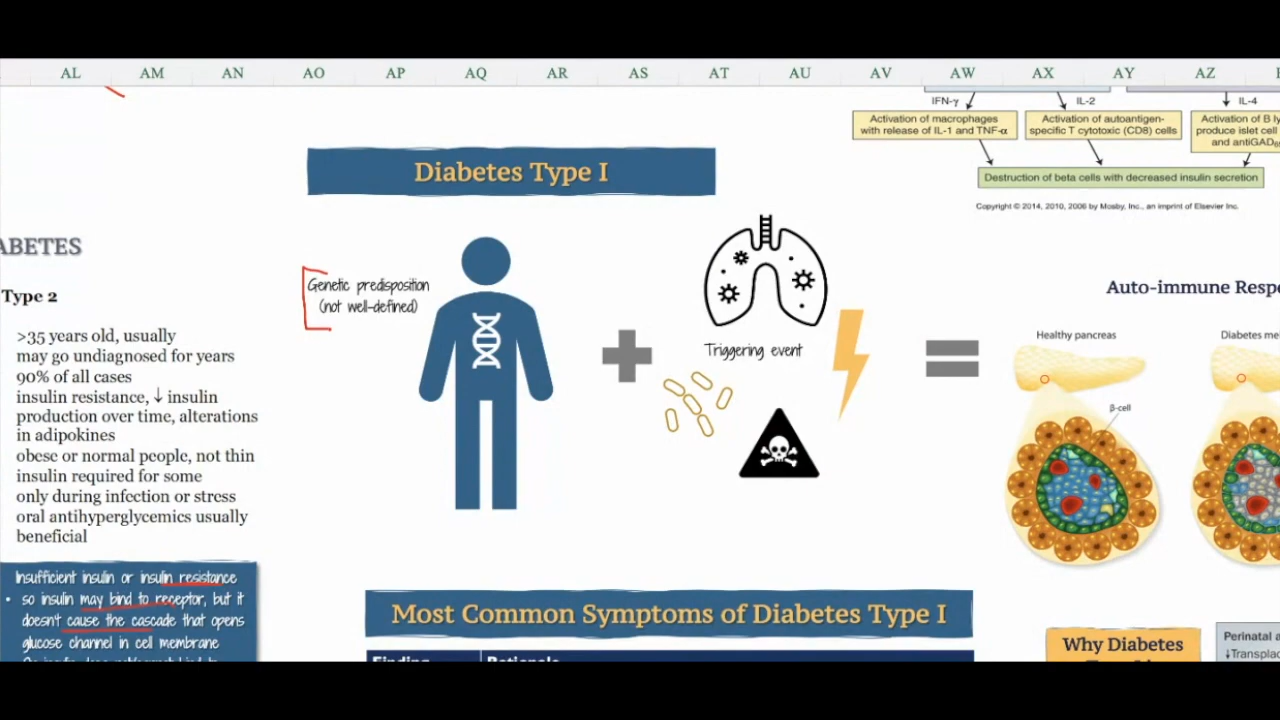 AL AM AN AO AP AQ AR AS AT AU AV AW AX AY AZ
IFN-γ
IL-2
IL-4
Activation of macrophages
with release of IL-1 and TNF-α
Activation of autoantigen-
specific T cytotoxic (CD8) cells
Activation of B ly
produce islet cell
and antiGAD65
Destruction of beta cells with decreased insulin secretion
Copyright © 2014, 2010, 2006 by Mosby, Inc., an imprint of Elsevier Inc.
Diabetes Type I
ABETES
Type 2
>35 years old, usually
may go undiagnosed for years
90% of all cases
insulin resistance, ↓ insulin
production over time, alterations
in adipokines
obese or normal people, not thin
insulin required for some
only during infection or stress
oral antihyperglycemics usually
beneficial
Insufficient insulin or insulin resistance
• so insulin may bind to receptor, but it
doesn't cause the cascade that opens
glucose channel in cell membrane
Genetic predisposition
(not well-defined)
Triggering event
Auto-immune Respo
Healthy pancreas
Diabetes mel
β-cell
Most Common Symptoms of Diabetes Type I
Finding
Rationale
Why Diabetes
Perinatal a
↓Transplac